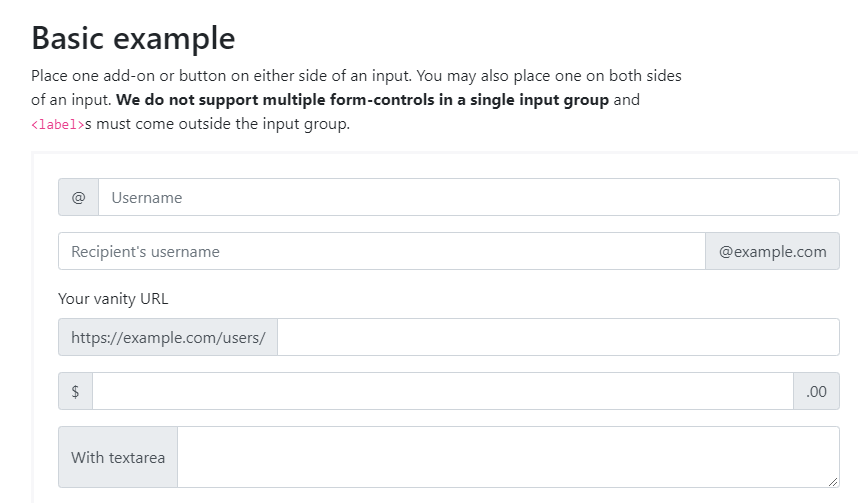 Basic example
Place one add-on or button on either side of an input. You may also place one on both sides
of an input. We do not support multiple form-controls in a single input group and
<label>s must come outside the input group.
@ Username
Recipient's username @example.com
Your vanity URL
https://example.com/users/
$ .00
With textarea